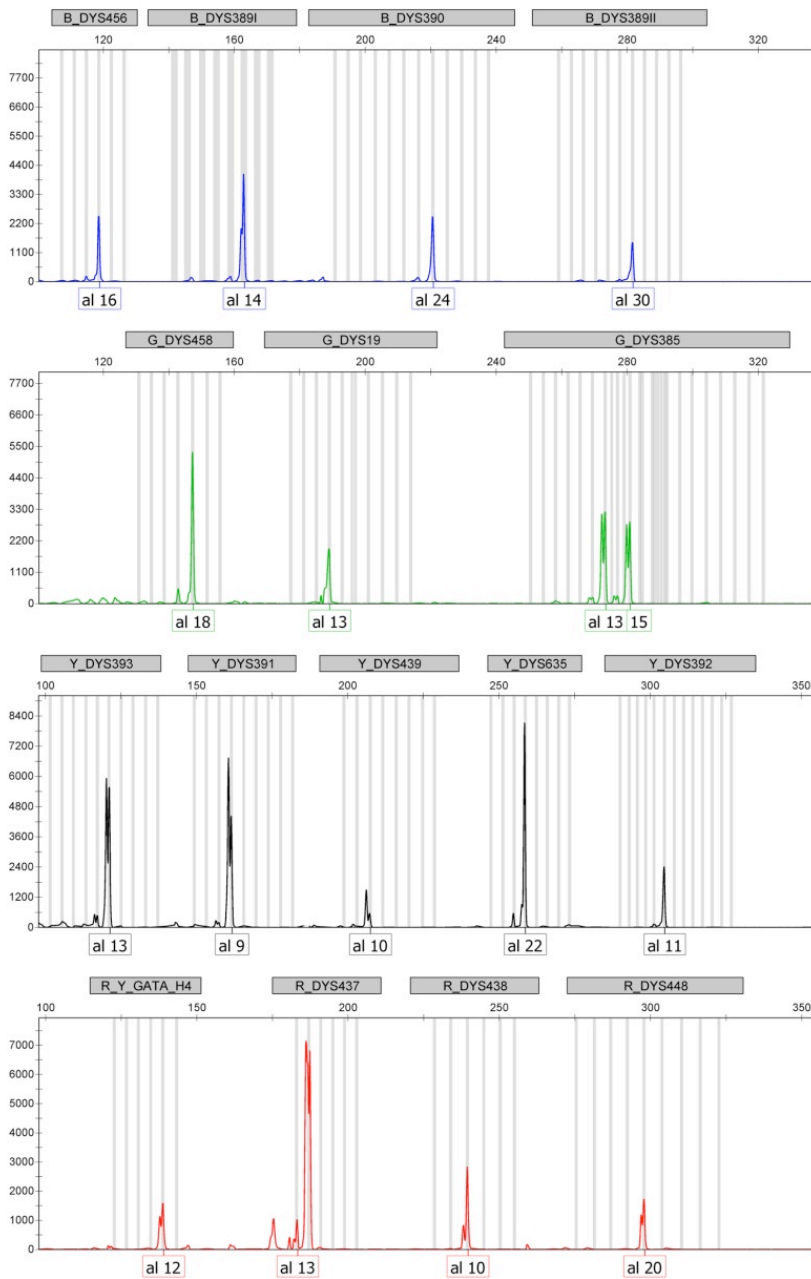 B_DYS456 B_DYS389I B_DYS390 B_DYS389II
120 160 200 240 280 320
7700
6600
5500
4400
3300
2200
1100
0
al 16 al 14 al 24 al 30
G_DYS458 G_DYS19 G_DYS385
120 160 200 240 280 320
7700
6600
5500
4400
3300
2200
1100
0
al 18 al 13 al 13 15
Y_DYS393 Y_DYS391 Y_DYS439 Y_DYS635 Y_DYS392
100 150 200 250 300 350
8400
7200
6000
4800
3600
2400
1200
0
al 13 al 9 al 10 al 22 al 11
R_Y_GATA_H4 R_DYS437 R_DYS438 R_DYS448
100 150 200 250 300 350
7000
6000
5000
4000
3000
2000
1000
0
al 12 al 13 al 10 al 20